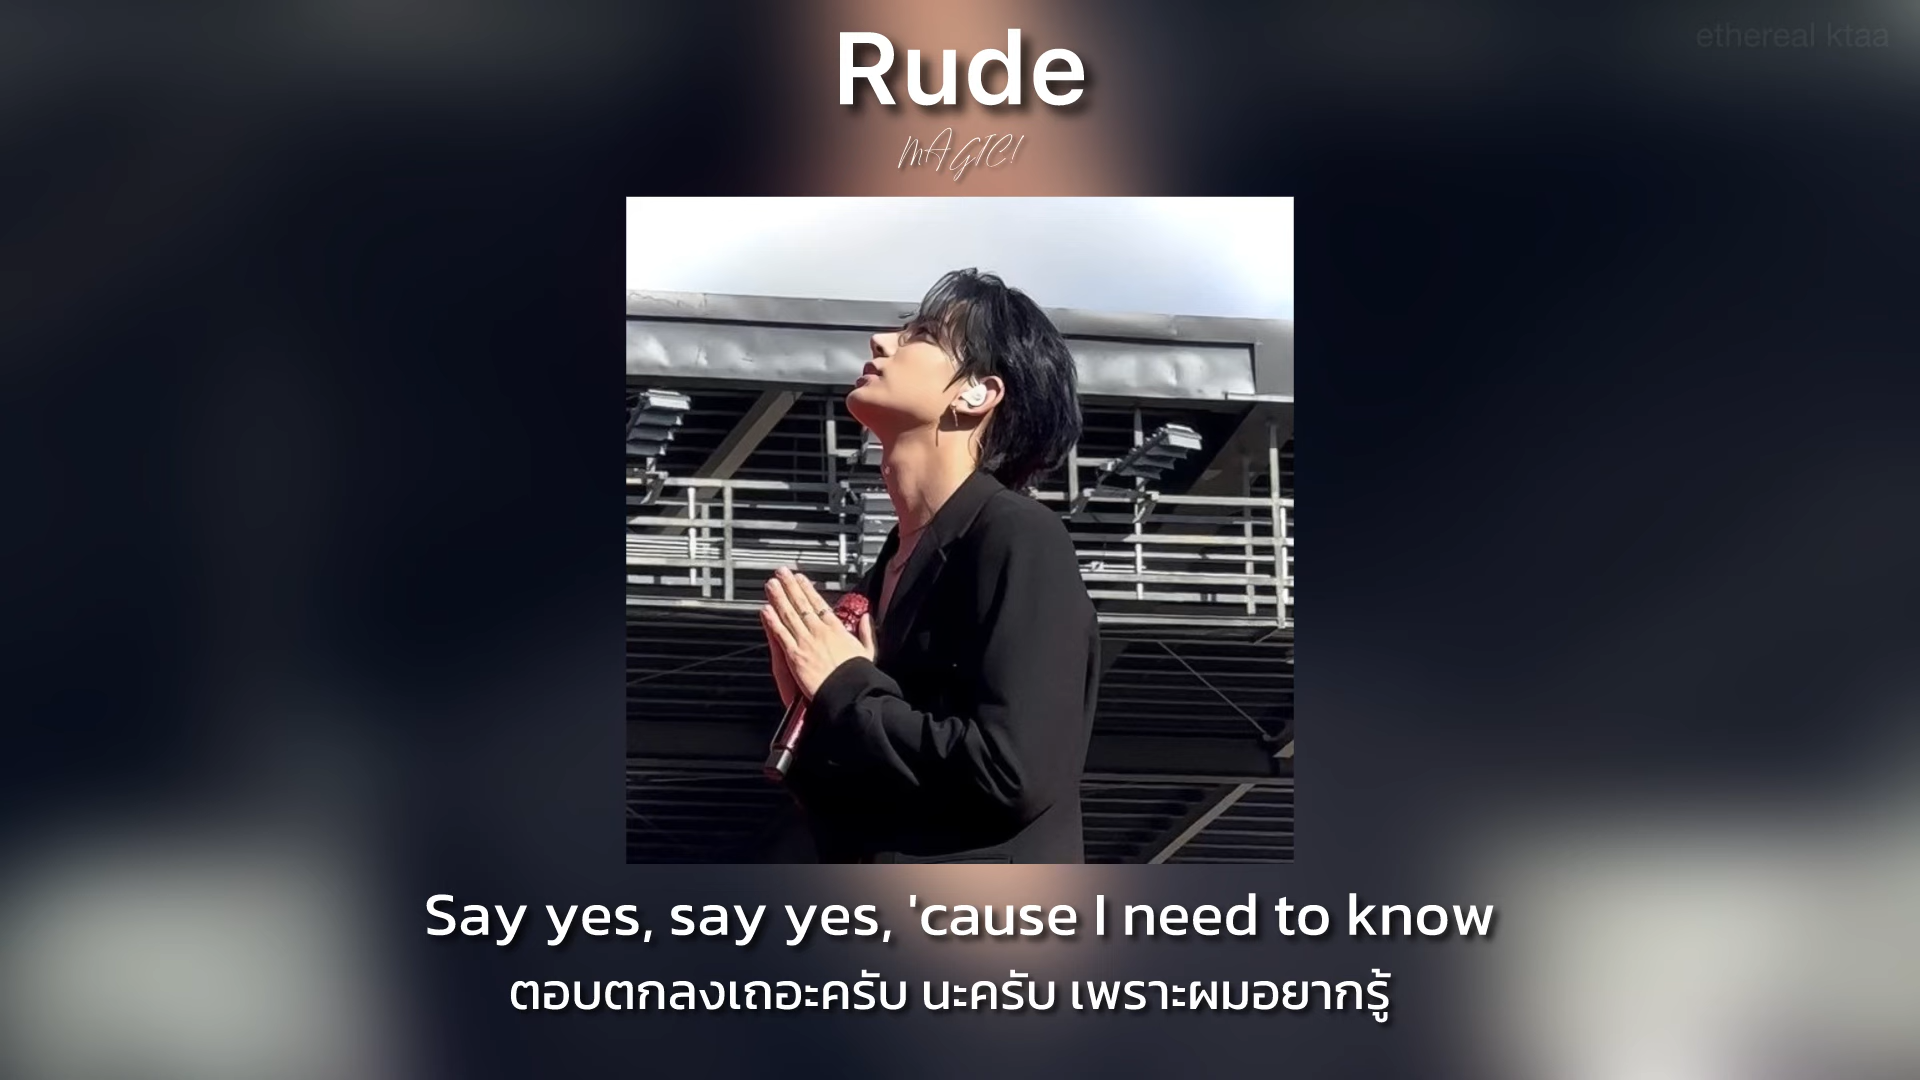 ethereal ktaa
Rude
MAGIC!
Say yes, say yes, 'cause I need to know
ตอบตกลงเถอะครับ นะครับ เพราะผมอยากรู้